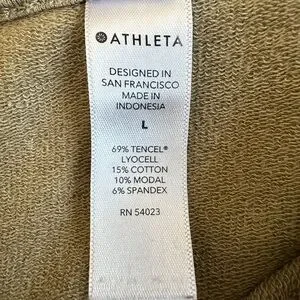 ATHLETA
DESIGNED IN
SAN FRANCISCO
MADE IN
INDONESIA
L
69% TENCEL®
LYOCELL
15% COTTON
10% MODAL
6% SPANDEX
RN 54023